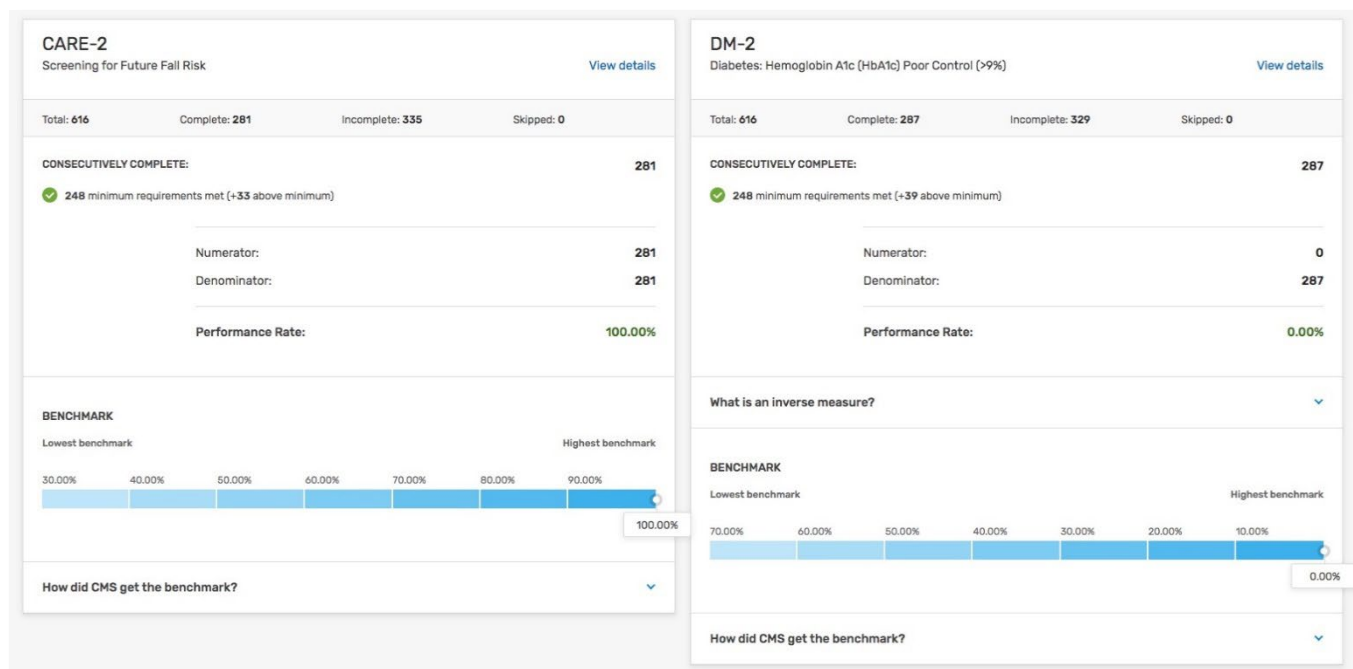 CARE-2
Screening for Future Fall Risk
View details
Total: 616 Complete: 281 Incomplete: 335 Skipped: 0
CONSECUTIVELY COMPLETE: 281
248 minimum requirements met (+33 above minimum)
Numerator: 281
Denominator: 281
Performance Rate: 100.00%
BENCHMARK
Lowest benchmark Highest benchmark
30.00% 40.00% 50.00% 60.00% 70.00% 80.00% 90.00%
100.00%
How did CMS get the benchmark?
DM-2
Diabetes: Hemoglobin A1c (HbA1c) Poor Control (>9%)
View details
Total: 616 Complete: 287 Incomplete: 329 Skipped: 0
CONSECUTIVELY COMPLETE: 287
248 minimum requirements met (+39 above minimum)
Numerator: 0
Denominator: 287
Performance Rate: 0.00%
What is an inverse measure?
BENCHMARK
Lowest benchmark Highest benchmark
70.00% 60.00% 50.00% 40.00% 30.00% 20.00% 10.00%
0.00%
How did CMS get the benchmark?